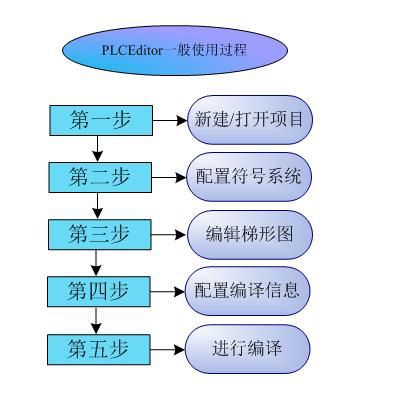 PLCEditor一般使用过程
第一步
新建/打开项目
第二步
配置符号系统
第三步
编辑梯形图
第四步
配置编译信息
第五步
进行编译